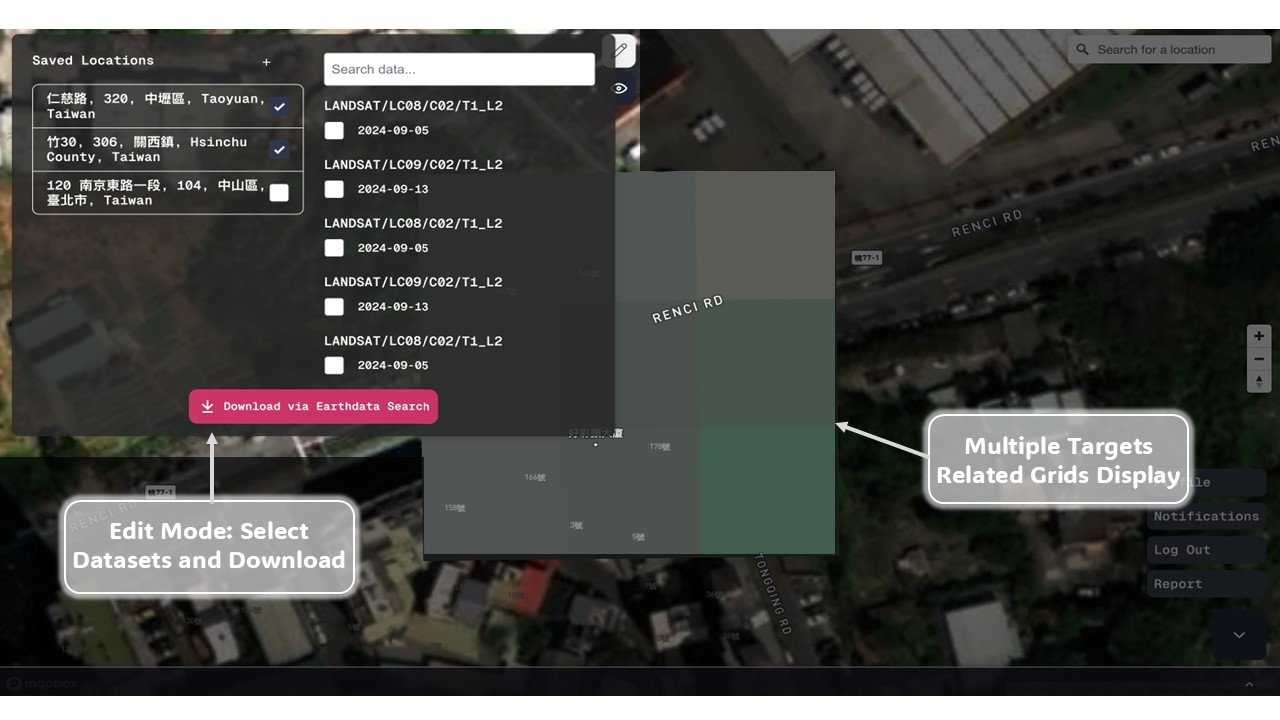 Saved Locations +
仁慈路, 320, 中壢區, Taoyuan,
Taiwan
竹30, 306, 關西鎮, Hsinchu
County, Taiwan
120 南京東路一段, 104, 中山區,
臺北市, Taiwan
Search data...
LANDSAT/LC08/C02/T1_L2
2024-09-05
LANDSAT/LC09/C02/T1_L2
2024-09-13
LANDSAT/LC08/C02/T1_L2
2024-09-05
LANDSAT/LC09/C02/T1_L2
2024-09-13
LANDSAT/LC08/C02/T1_L2
2024-09-05
Download via Earthdata Search
Search for a location
REN
RENCI RD
桃77-1
RENCI RD
178號
166號
158號
3號
5號
Multiple Targets
Related Grids Display
Notifications
Log Out
Report
桃77-1
RENCI RD
Edit Mode: Select
Datasets and Download
TONGQING RD
mapbox